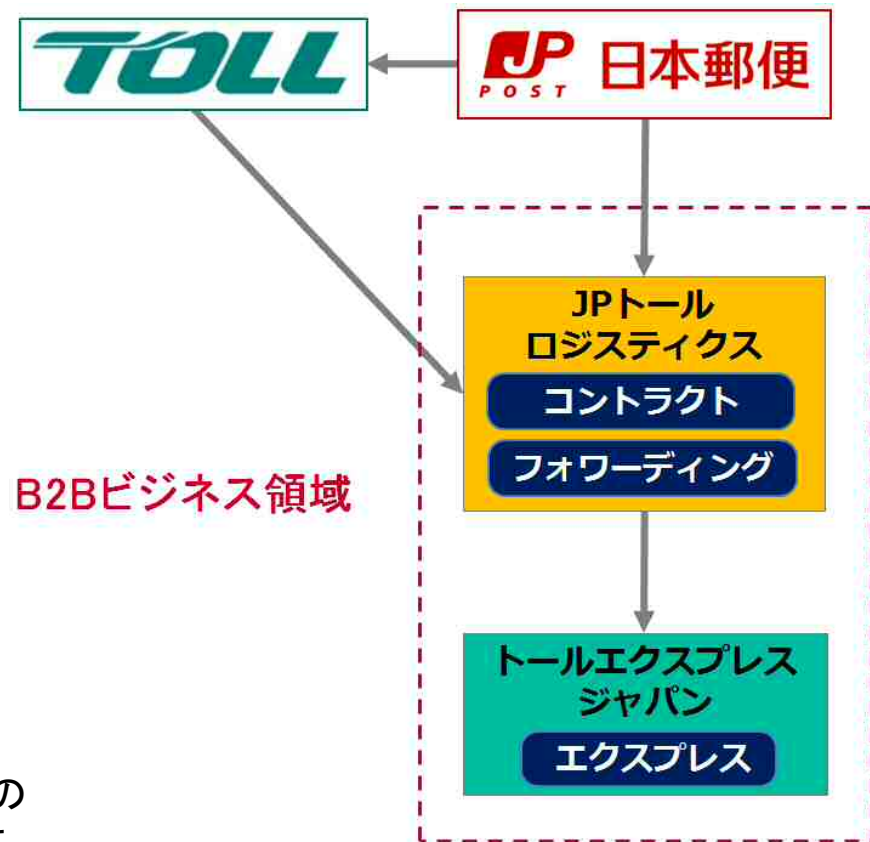 TOLL
JP
POST
日本郵便
JPトール
ロジスティクス
コントラクト
フォワーディング
B2Bビジネス領域
トールエクスプレス
ジャパン
エクスプレス
の